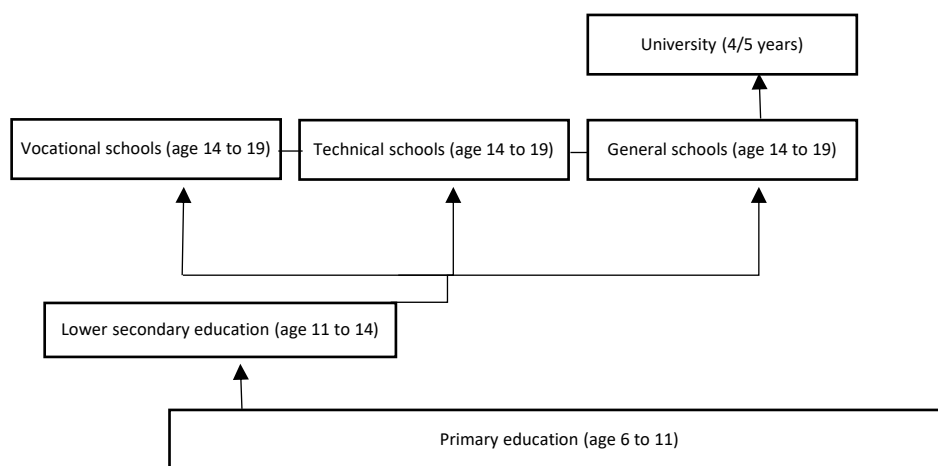 University (4/5 years)
Vocational schools (age 14 to 19)
Technical schools (age 14 to 19)
General schools (age 14 to 19)
Lower secondary education (age 11 to 14)
Primary education (age 6 to 11)